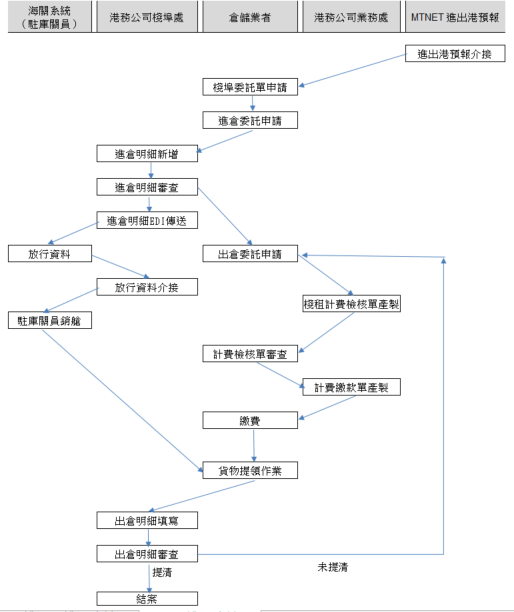 海關系統
（駐庫關員）
港務公司棧埠處
倉儲業者
港務公司業務處
MTNET 進出港預報
進出港預報介接
棧埠委託單申請
進倉委託申請
進倉明細新增
進倉明細審查
進倉明細EDI傳送
放行資料
出倉委託申請
放行資料介接
棧租計費檢核單產製
駐庫關員銷艙
計費檢核單審查
計費繳款單產製
繳費
貨物提領作業
出倉明細填寫
出倉明細審查
提清
未提清
結案